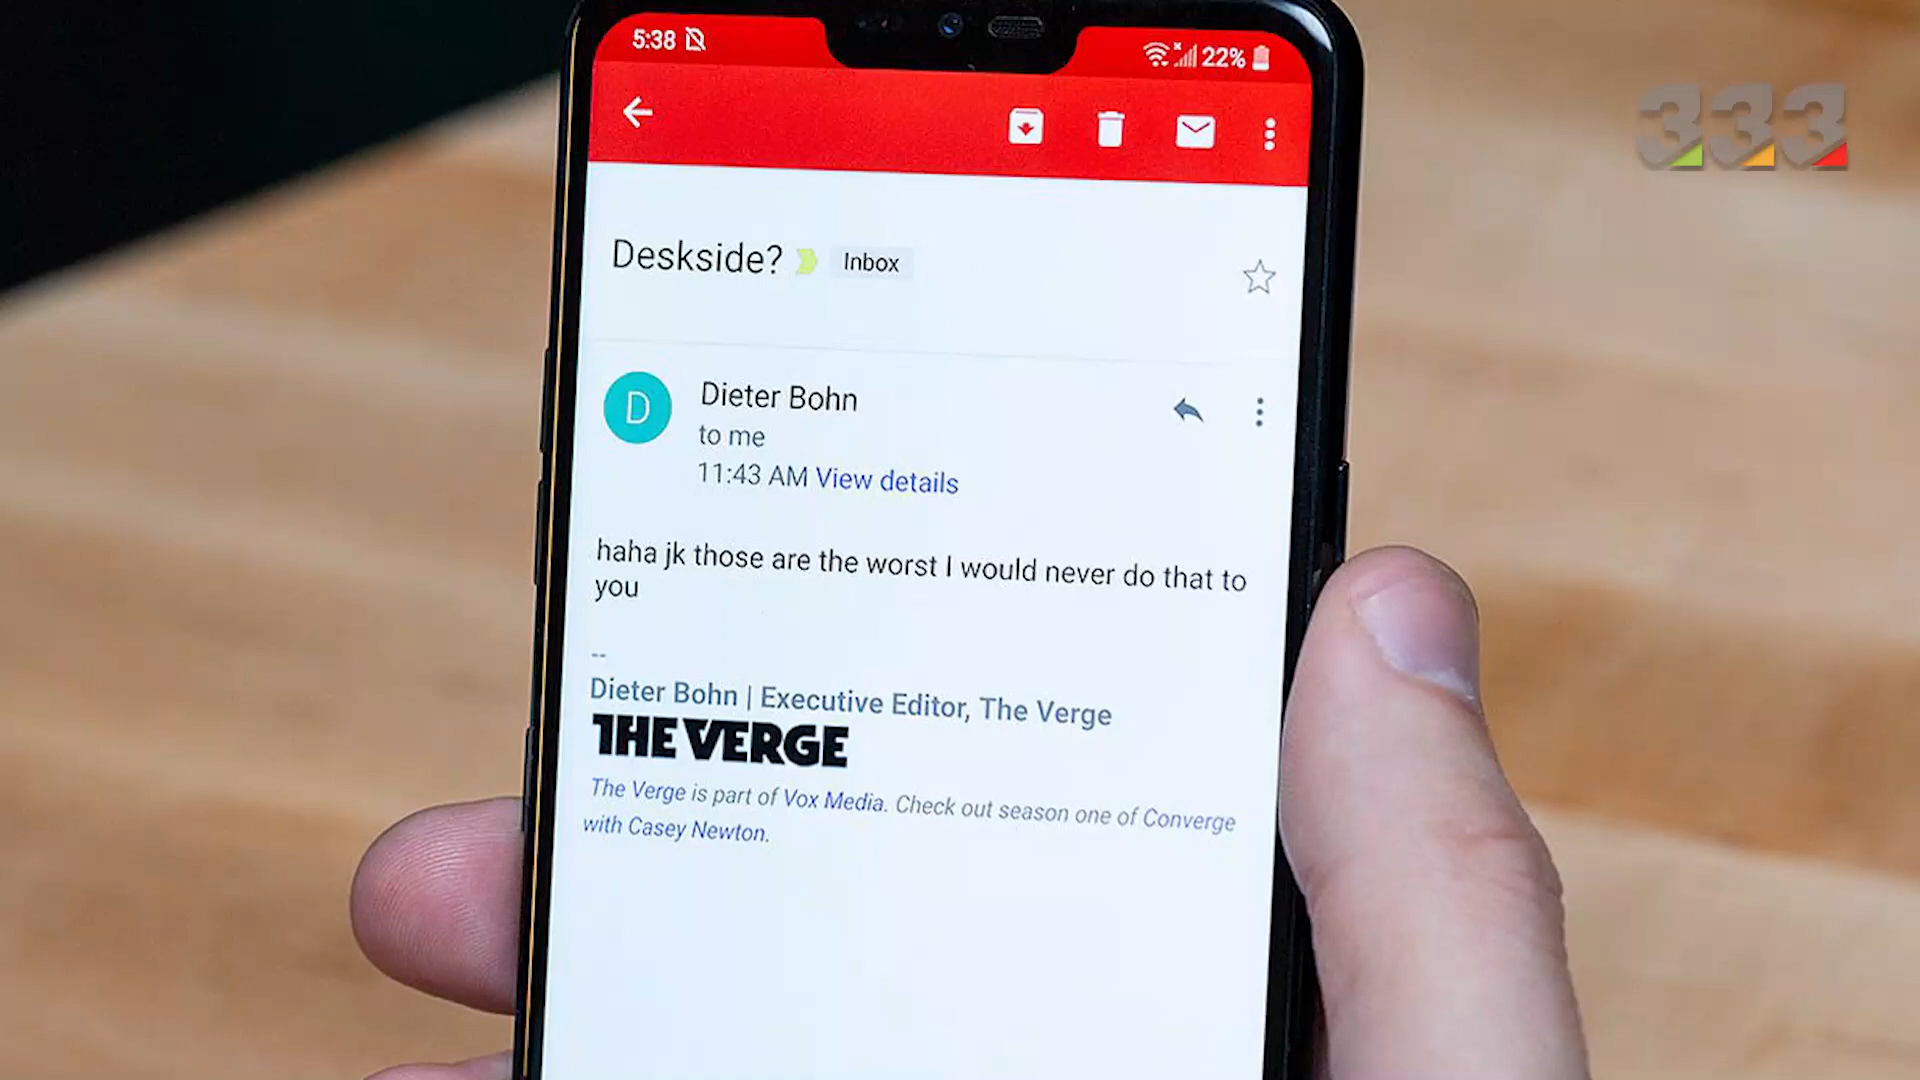 5:38
22%
333
Deskside? Inbox
D
Dieter Bohn
to me
11:43 AM View details
haha jk those are the worst I would never do that to
you
--
Dieter Bohn | Executive Editor, The Verge
THE VERGE
The Verge is part of Vox Media. Check out season one of Converge
with Casey Newton.